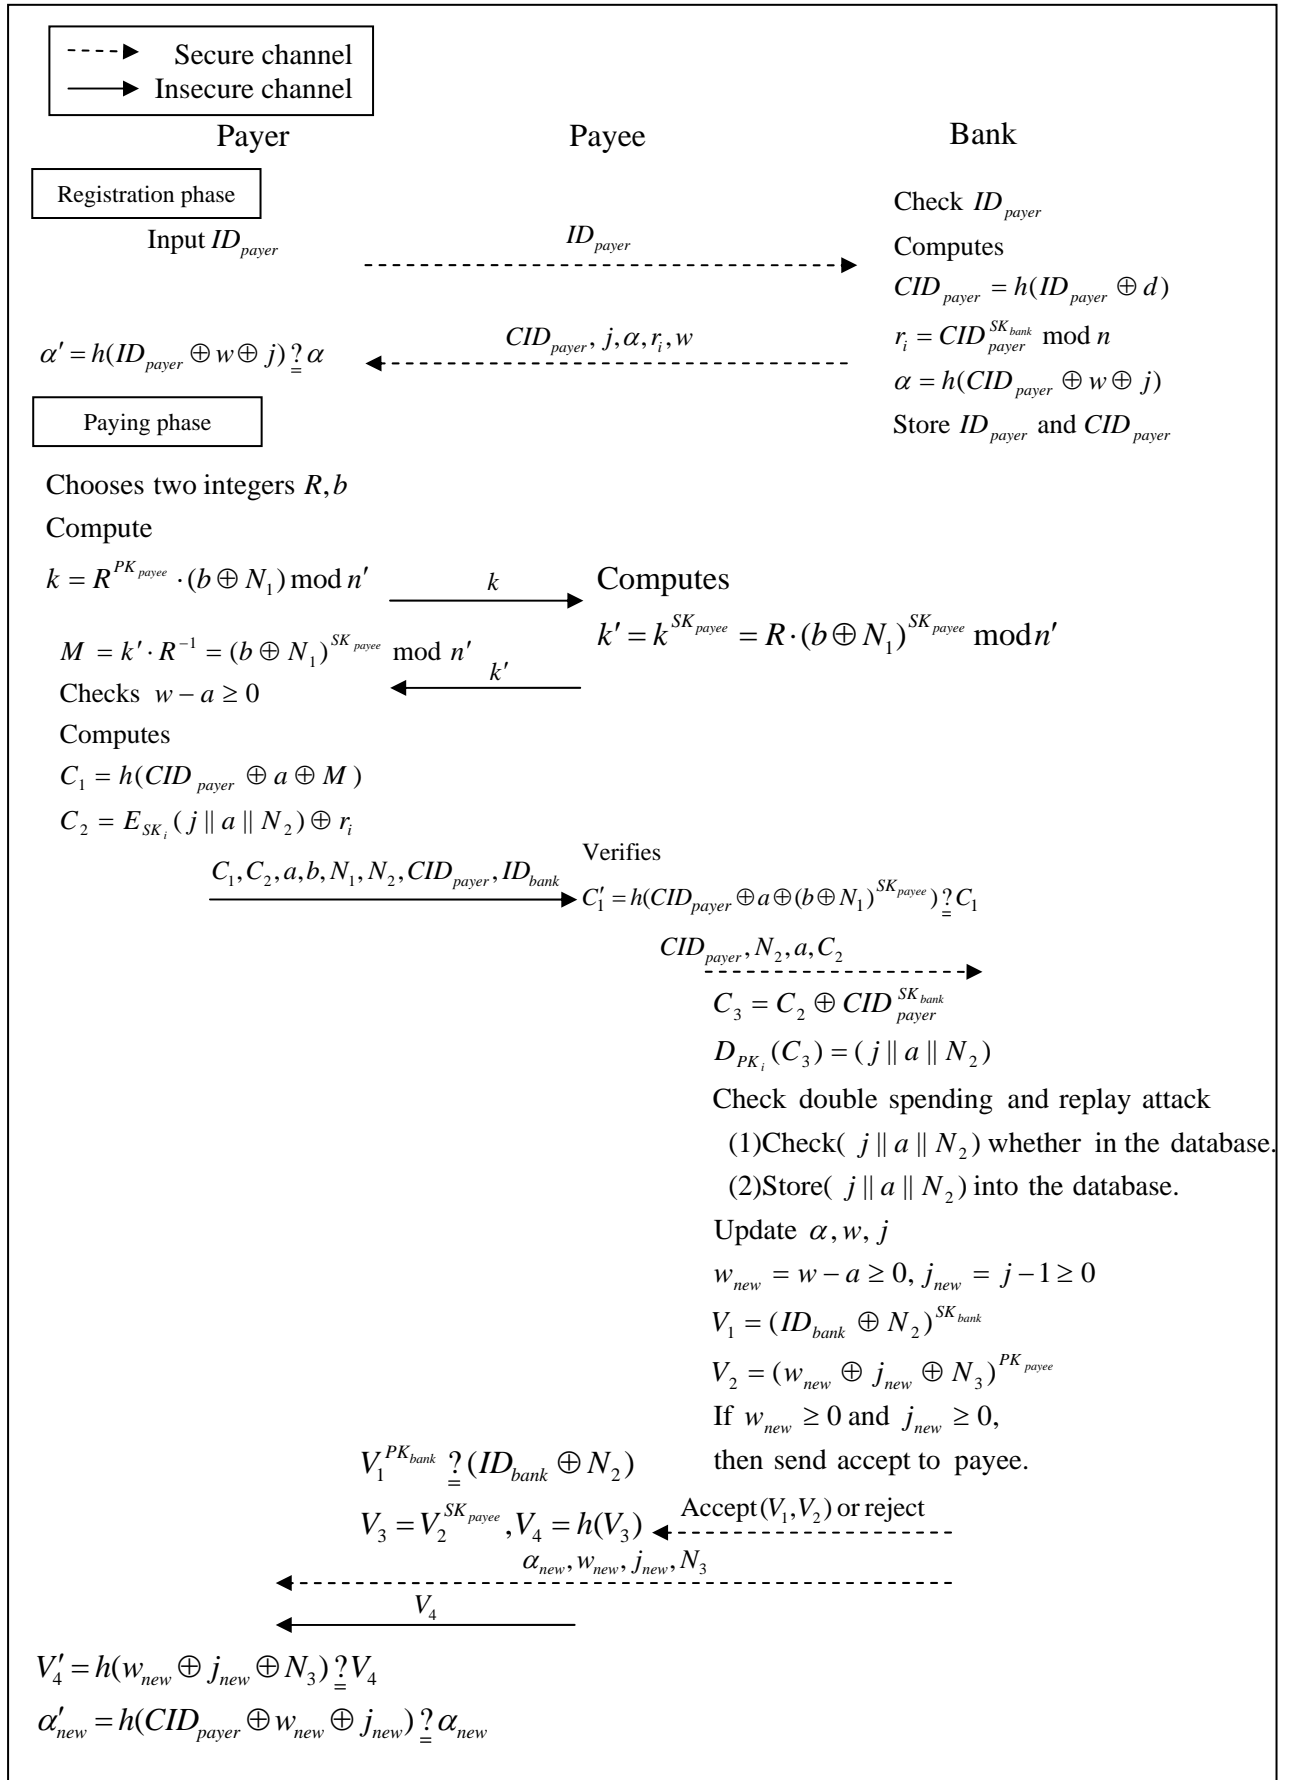 Secure channel
Insecure channel
Payer Payee Bank
Registration phase
Check ID_payer
Input ID_payer
ID_payer
Computes
CID_payer = h(ID_payer ⊕ d)
α′ = h(ID_payer ⊕ w ⊕ j) ?= α
CID_payer, j, α, r_i, w
r_i = CID_payer^{SK_bank} mod n
α = h(CID_payer ⊕ w ⊕ j)
Paying phase
Store ID_payer and CID_payer
Chooses two integers R, b
Compute
k = R^{PK_payee} · (b ⊕ N_1) mod n′
k
Computes
k′ = k^{SK_payee} = R · (b ⊕ N_1)^{SK_payee} mod n′
M = k′ · R^{-1} = (b ⊕ N_1)^{SK_payee} mod n′
k′
Checks w − a ≥ 0
Computes
C_1 = h(CID_payer ⊕ a ⊕ M)
C_2 = E_{SK_i}(j || a || N_2) ⊕ r_i
C_1, C_2, a, b, N_1, N_2, CID_payer, ID_bank
Verifies
C_1′ = h(CID_payer ⊕ a ⊕ (b ⊕ N_1)^{SK_payee}) ?= C_1
CID_payer, N_2, a, C_2
C_3 = C_2 ⊕ CID_payer^{SK_bank}
D_{PK_i}(C_3) = (j || a || N_2)
Check double spending and replay attack
(1)Check( j || a || N_2) whether in the database.
(2)Store( j || a || N_2) into the database.
Update α, w, j
w_new = w − a ≥ 0, j_new = j − 1 ≥ 0
V_1 = (ID_bank ⊕ N_2)^{SK_bank}
V_2 = (w_new ⊕ j_new ⊕ N_3)^{PK_payee}
If w_new ≥ 0 and j_new ≥ 0,
then send accept to payee.
V_1^{PK_bank} ?= (ID_bank ⊕ N_2)
V_3 = V_2^{SK_payee}, V_4 = h(V_3)
Accept(V_1, V_2) or reject
α_new, w_new, j_new, N_3
V_4
V_4′ = h(w_new ⊕ j_new ⊕ N_3) ?= V_4
α′_new = h(CID_payer ⊕ w_new ⊕ j_new) ?= α_new